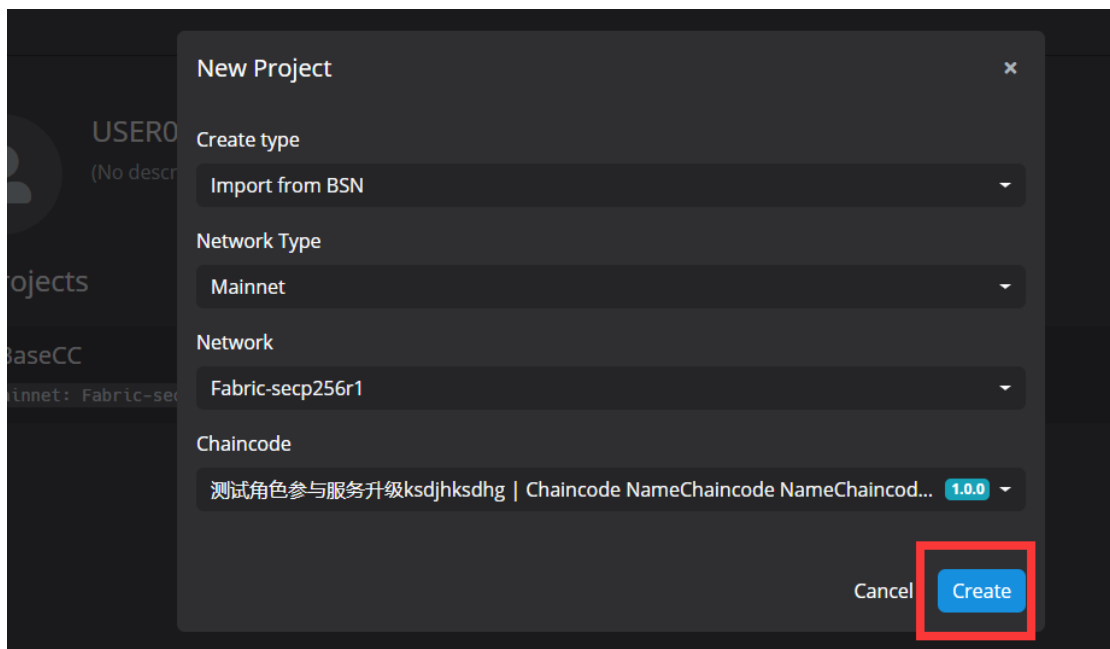 New Project
×
USER0
(No descr
Create type
Import from BSN
Network Type
Mainnet
rojects
Network
BaseCC
Fabric-secp256r1
ainnet: Fabric-sec
Chaincode
测试角色参与服务升级ksdjhksdhg | Chaincode NameChaincode NameChaincod... 1.0.0
Cancel
Create